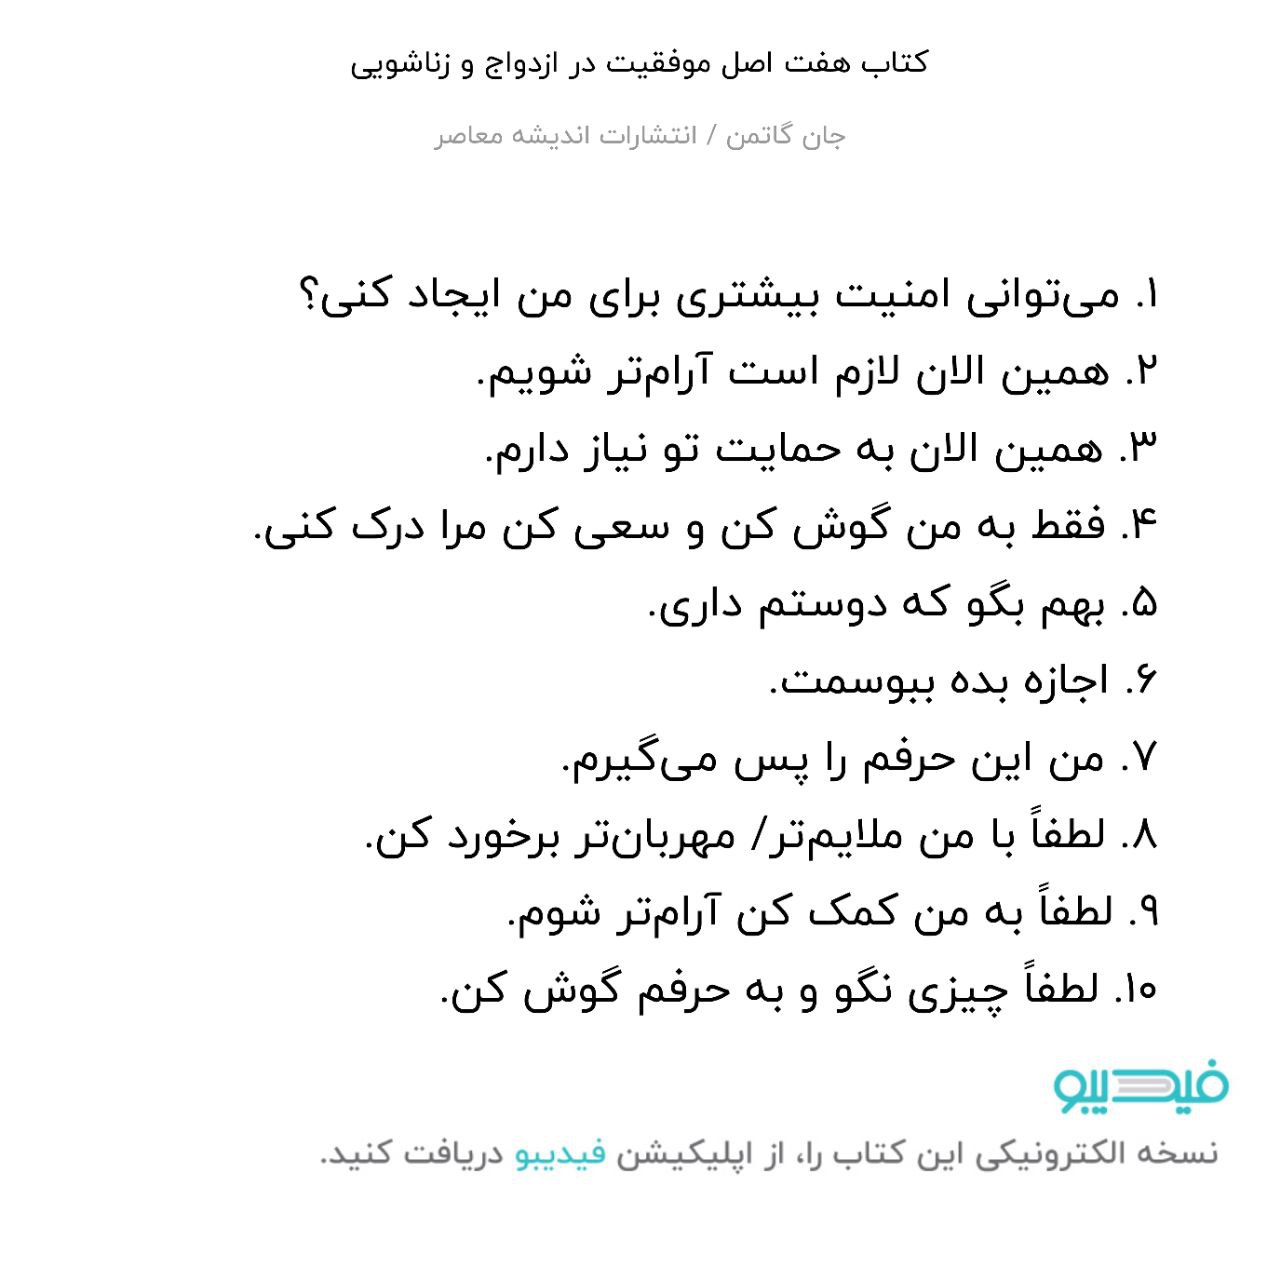 کتاب هفت اصل موفقیت در ازدواج و زناشویی
جان گاتمن / انتشارات اندیشه معاصر
۱. می‌توانی امنیت بیشتری برای من ایجاد کنی؟
۲. همین الان لازم است آرام‌تر شویم.
۳. همین الان به حمایت تو نیاز دارم.
۴. فقط به من گوش کن و سعی کن مرا درک کنی.
۵. بهم بگو که دوستم داری.
۶. اجازه بده ببوسمت.
۷. من این حرفم را پس می‌گیرم.
۸. لطفاً با من ملایم‌تر/ مهربان‌تر برخورد کن.
۹. لطفاً به من کمک کن آرام‌تر شوم.
۱۰. لطفاً چیزی نگو و به حرفم گوش کن.
فیدیبو
نسخه الکترونیکی این کتاب را، از اپلیکیشن فیدیبو دریافت کنید.